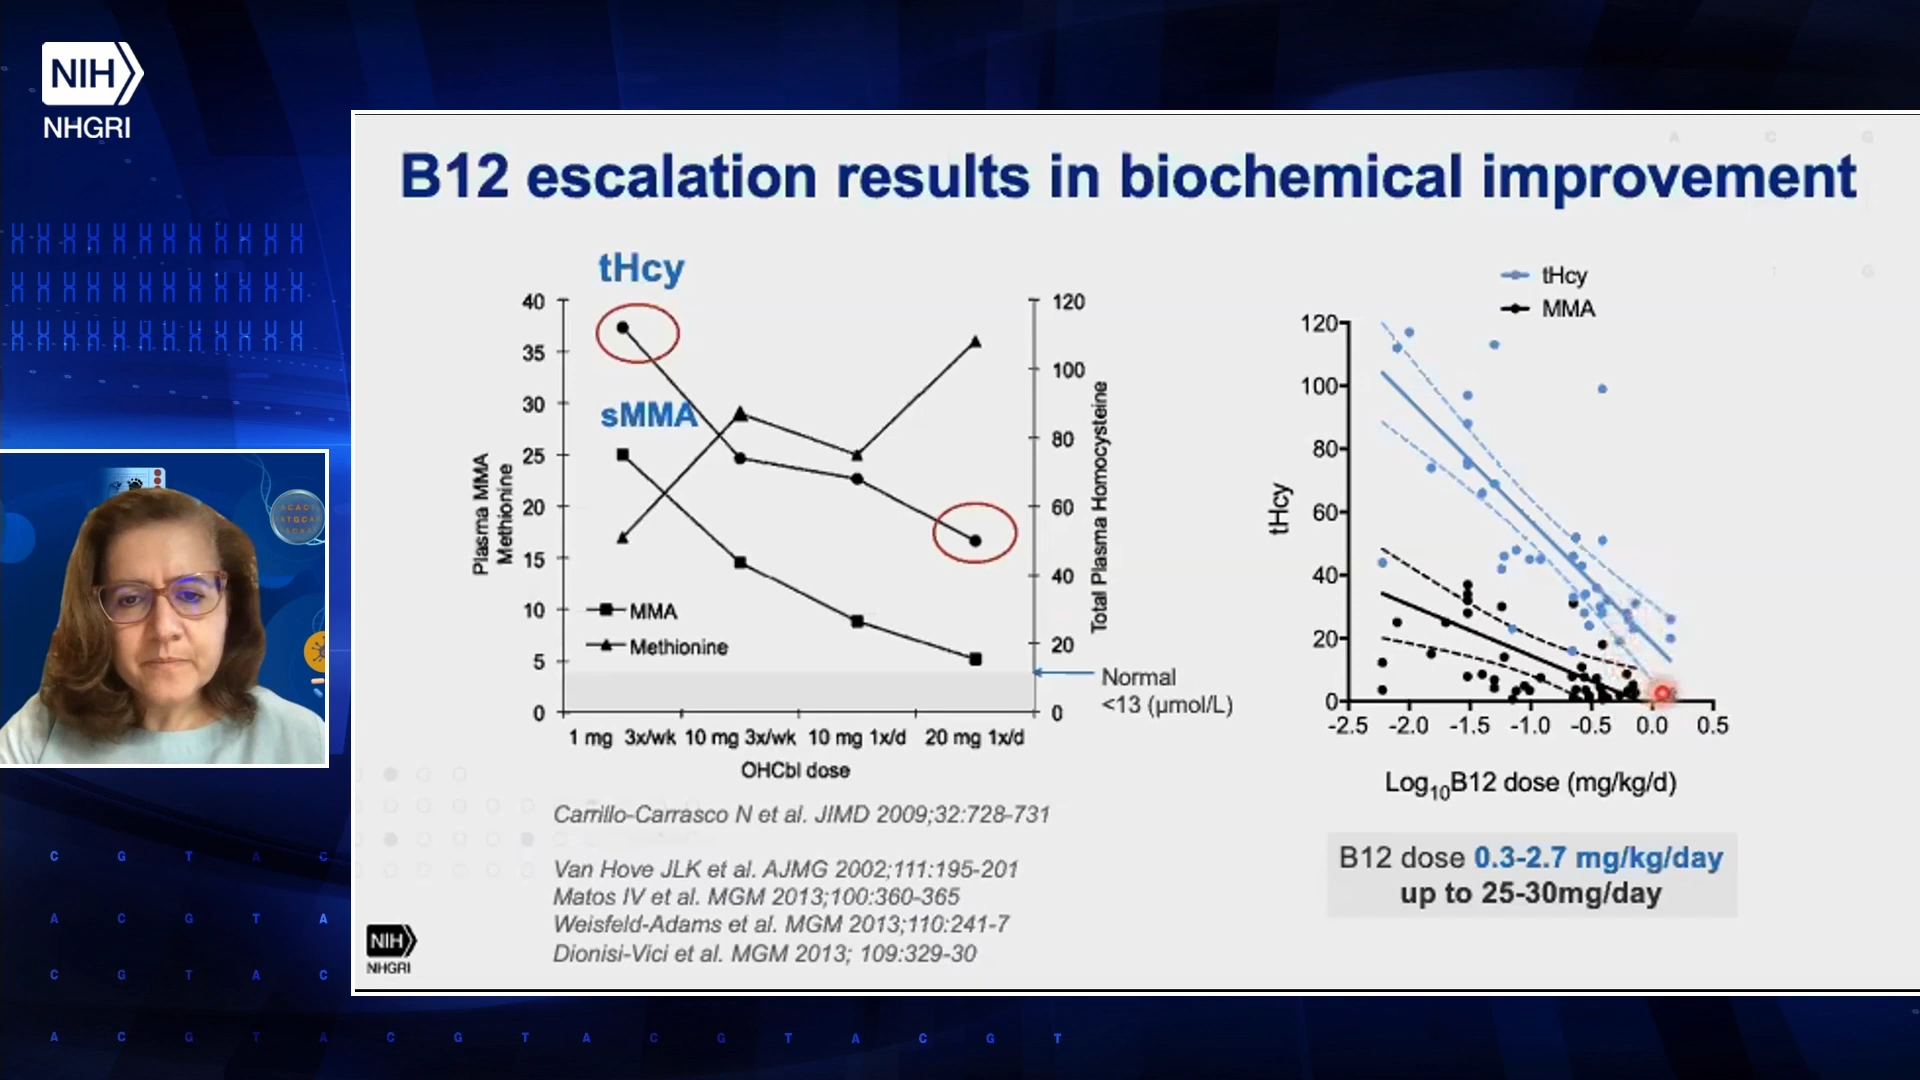 NIH
NHGRI
B12 escalation results in biochemical improvement
tHcy
sMMA
40
35
30
25
20
15
10
5
0
Plasma MMA
Methionine
MMA
Methionine
120
100
80
60
40
20
0
Total Plasma Homocysteine
Normal
<13 (µmol/L)
1 mg 3x/wk 10 mg 3x/wk 10 mg 1x/d 20 mg 1x/d
OHCbl dose
Carrillo-Carrasco N et al. JIMD 2009;32:728-731
Van Hove JLK et al. AJMG 2002;111:195-201
Matos IV et al. MGM 2013;100:360-365
Weisfeld-Adams et al. MGM 2013;110:241-7
Dionisi-Vici et al. MGM 2013; 109:329-30
tHcy
MMA
120
100
80
60
40
20
0
tHcy
-2.5 -2.0 -1.5 -1.0 -0.5 0.0 0.5
Log10B12 dose (mg/kg/d)
B12 dose 0.3-2.7 mg/kg/day
up to 25-30mg/day
NIH
NHGRI
C G T A C
A C G T A
C G T A C
A C G T A C G T A C G T A C G T